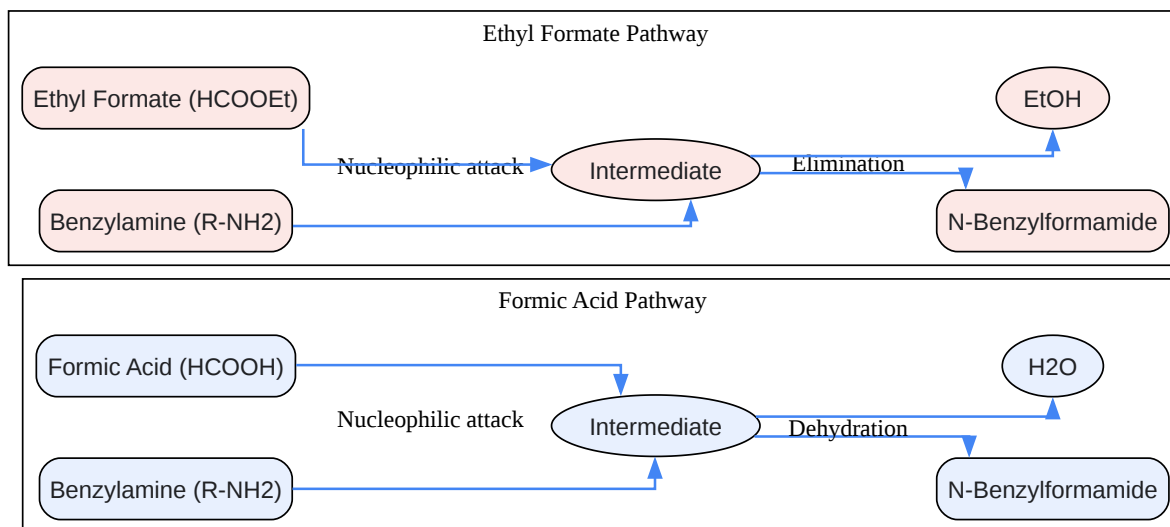 Ethyl Formate Pathway
Ethyl Formate (HCOOEt)
EtOH
Nucleophilic attack
Intermediate
Elimination
Benzylamine (R-NH2)
N-Benzylformamide
Formic Acid Pathway
Formic Acid (HCOOH)
H2O
Nucleophilic attack
Intermediate
Dehydration
Benzylamine (R-NH2)
N-Benzylformamide